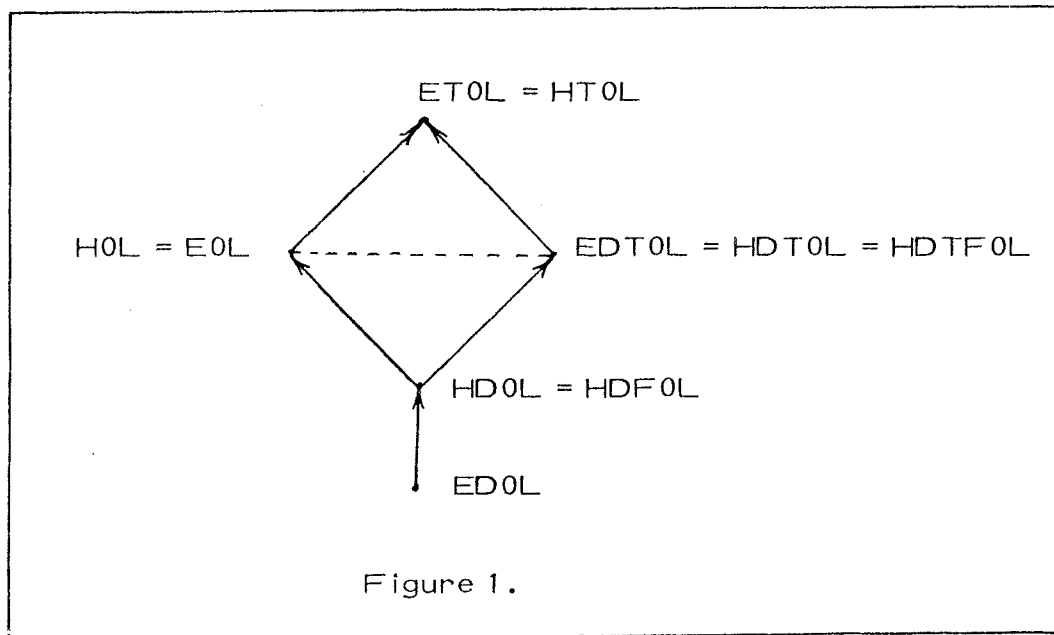 ETOL = HTOL
HOL = EOL
EDTOL = HDTOL = HDTFOL
HDOL = HDFOL
EDOL
Figure 1.